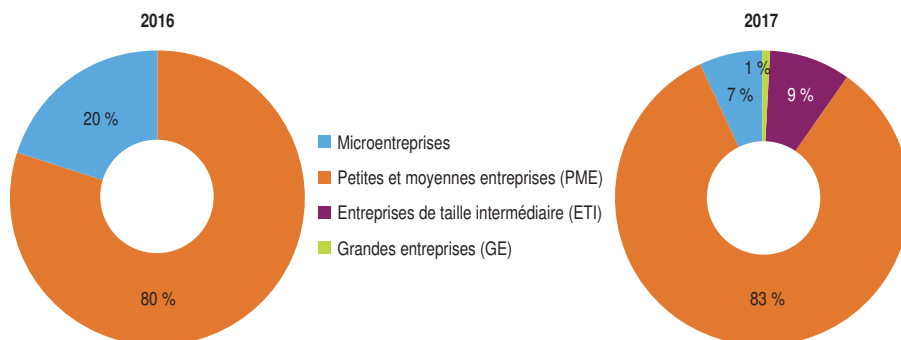 2016
20 %
80 %
Microentreprises
Petites et moyennes entreprises (PME)
Entreprises de taille intermédiaire (ETI)
Grandes entreprises (GE)
2017
1 %
7 %
9 %
83 %